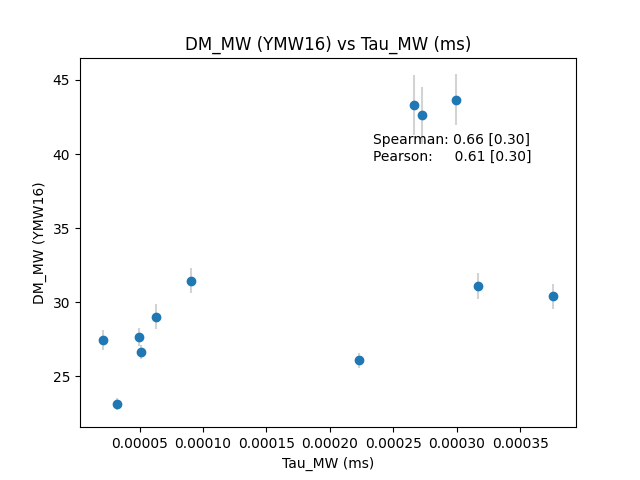 DM_MW (YMW16) vs Tau_MW (ms)
45
40
35
30
25
DM_MW (YMW16)
Spearman: 0.66 [0.30]
Pearson: 0.61 [0.30]
0.00005 0.00010 0.00015 0.00020 0.00025 0.00030 0.00035
Tau_MW (ms)